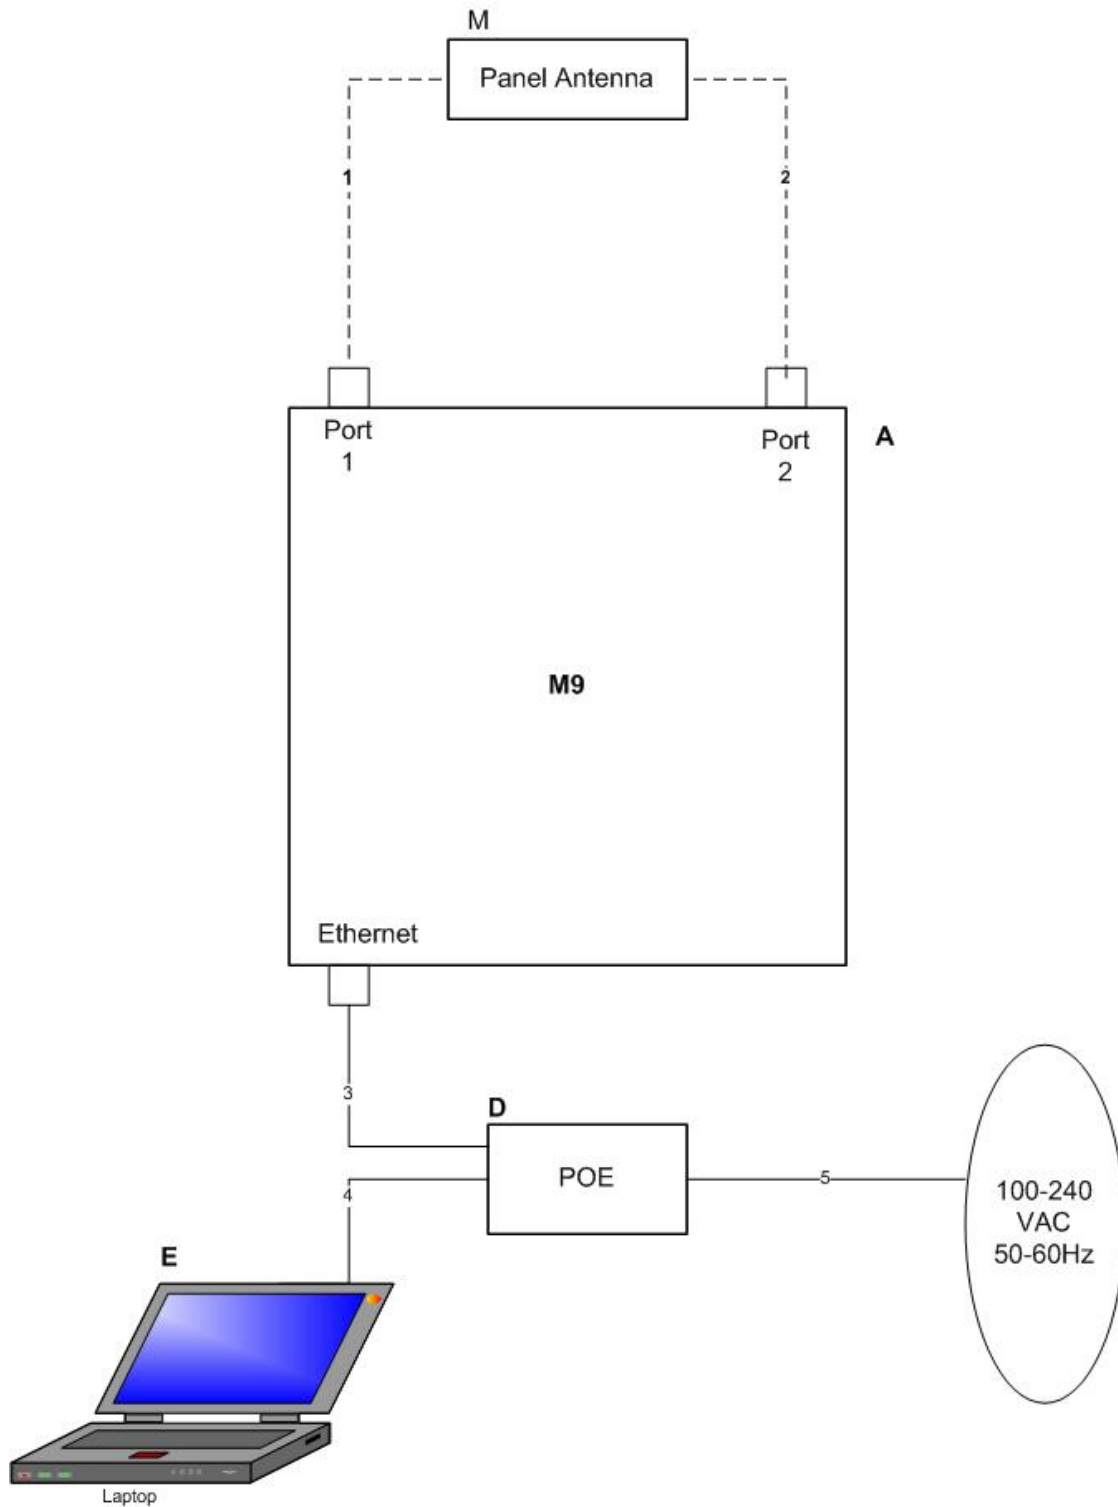 M
Panel Antenna
1
2
Port
1
Port
2
A
M9
Ethernet
3
D
POE
5
100-240
VAC
50-60Hz
4
E
Laptop